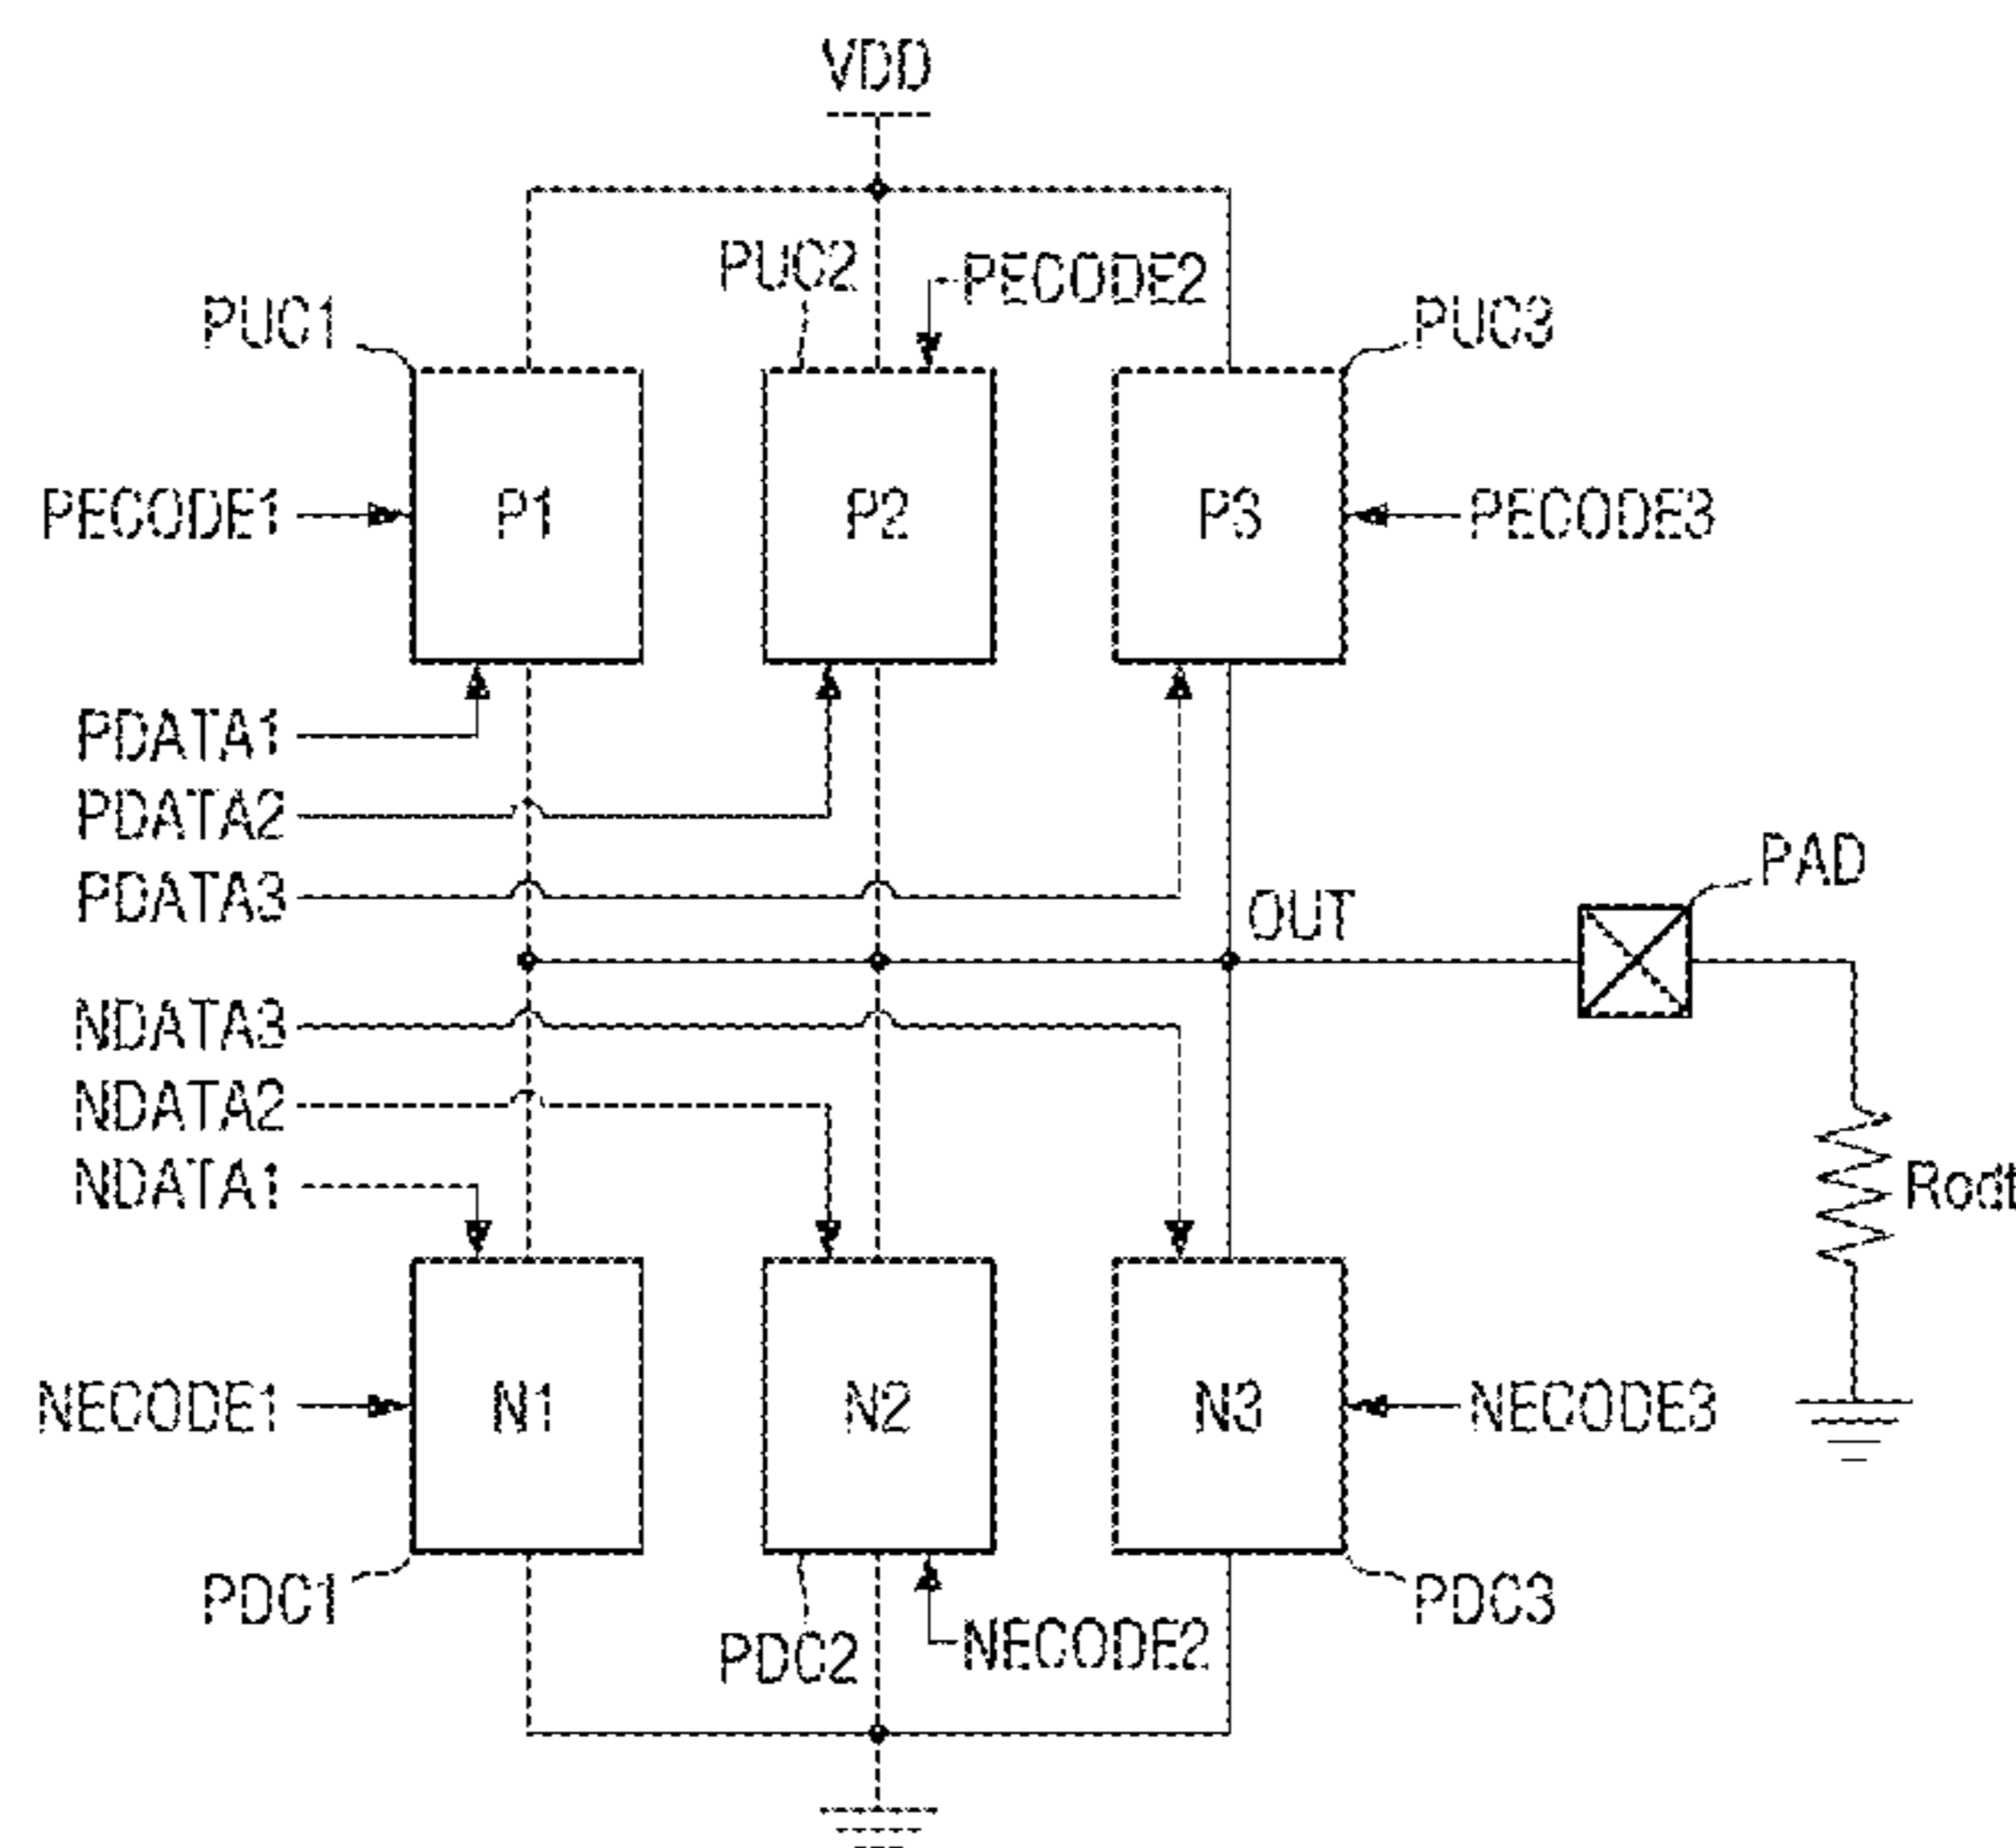 VDD
PUC2
PECODE2
PUC1
PUC3
PECODE1
P1
P2
P3
PECODE3
PDATA1
PDATA2
PDATA3
OUT
PAD
NDATA3
NDATA2
NDATA1
Rodt
NECODE1
N1
N2
N3
NECODE3
PDC1
PDC2
NECODE2
PDC3